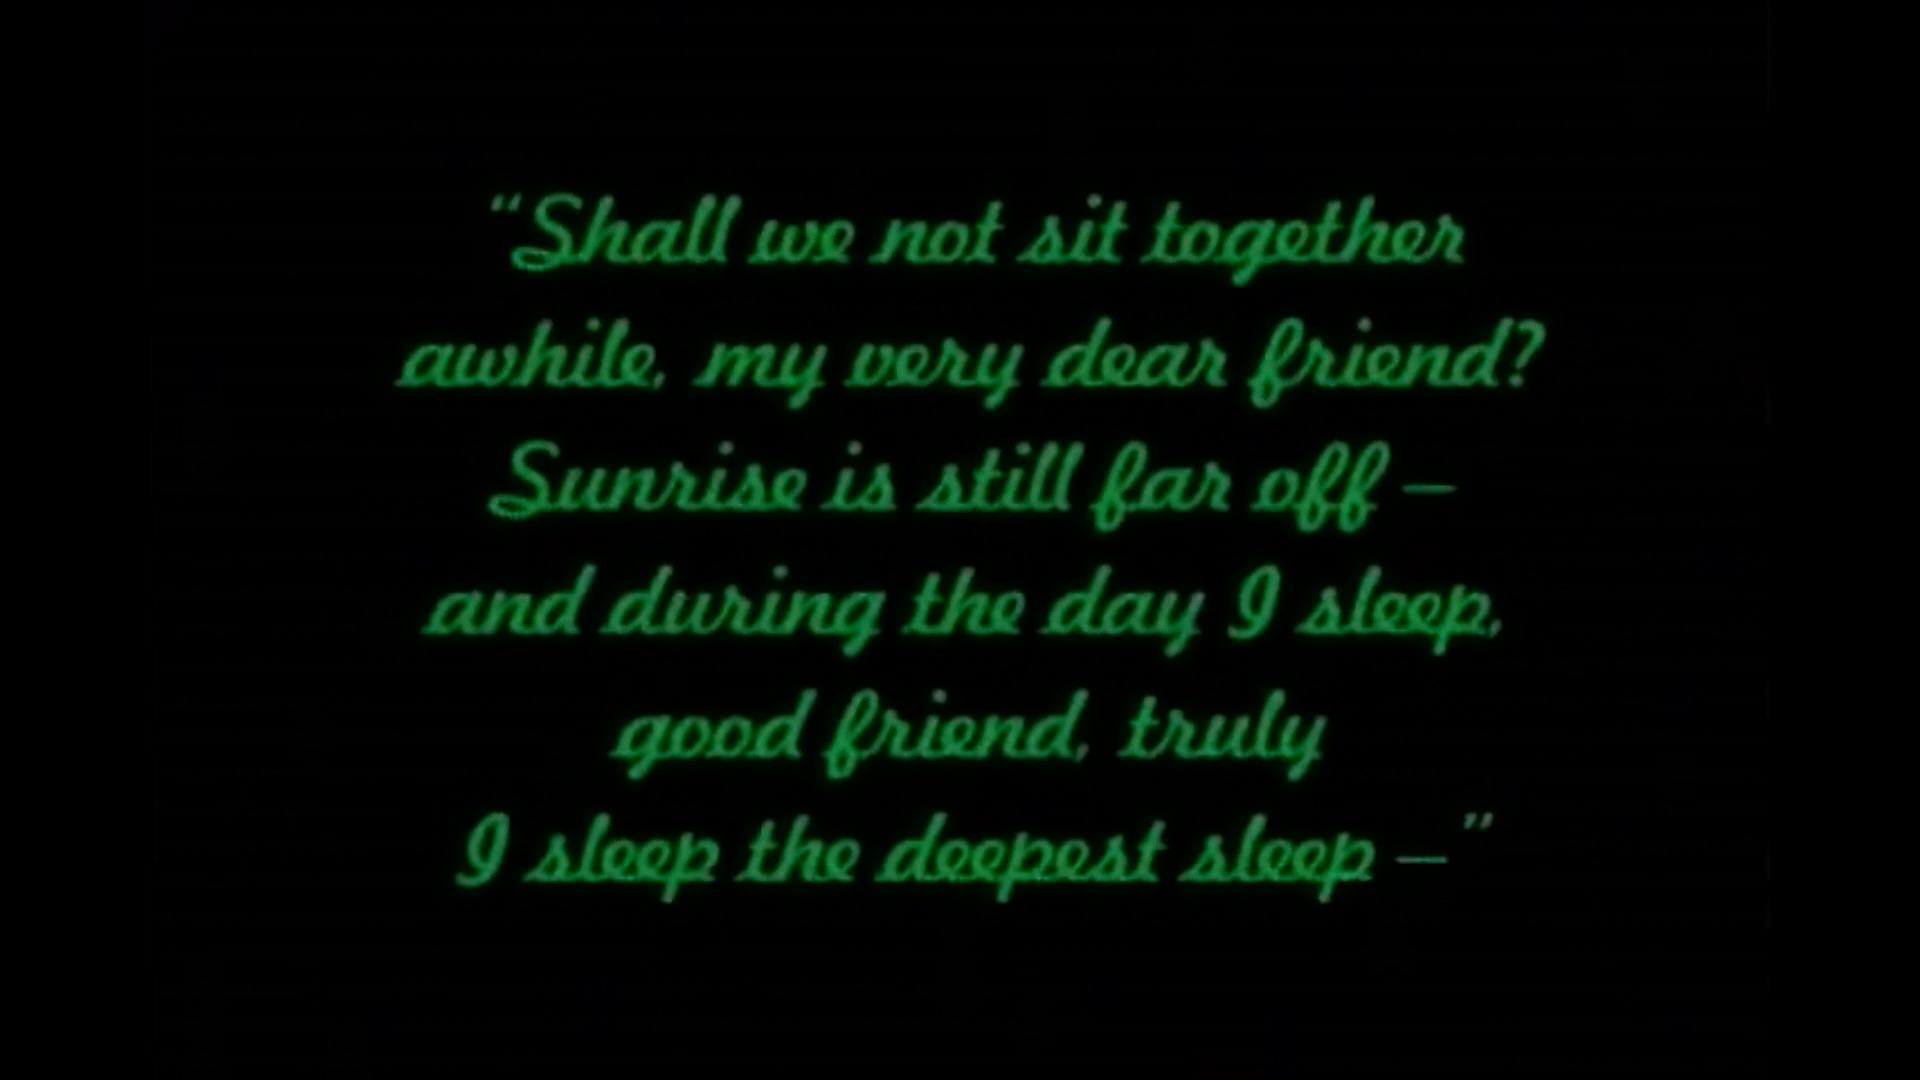 “Shall we not sit together
awhile, my very dear friend?
Sunrise is still far off –
and during the day I sleep,
good friend, truly
I sleep the deepest sleep –”